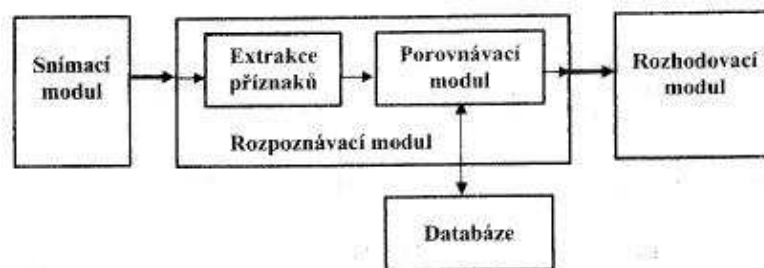 Snímací
modul
Extrakce
příznaků
Porovnávací
modul
Rozpoznávací modul
Rozhodovací
modul
Databáze